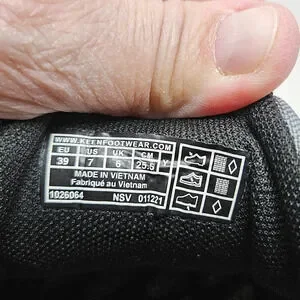 WWW.KEENFOOTWEAR.COM
EU US UK CM
39 7 6 25.5 Y
MADE IN VIETNAM
Fabriqué au Vietnam
1026064 NSV 011221